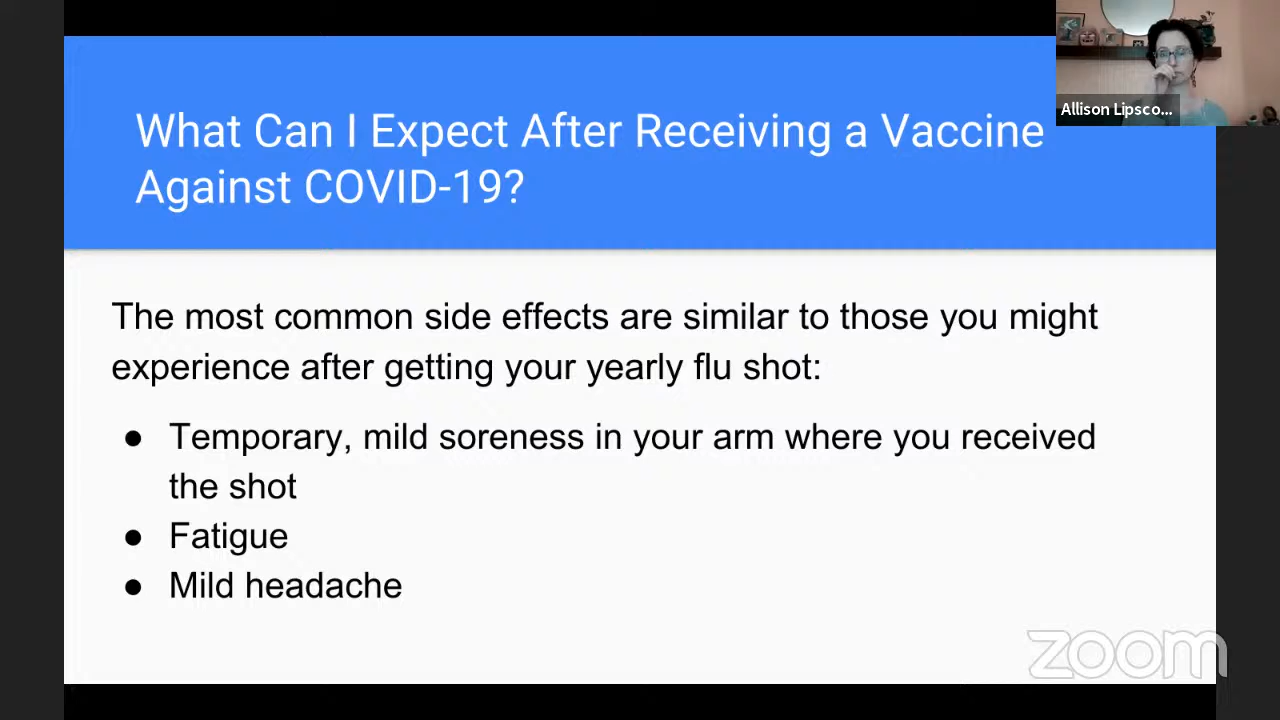 What Can I Expect After Receiving a Vaccine
Against COVID-19?
Allison Lipsco...
The most common side effects are similar to those you might
experience after getting your yearly flu shot:
● Temporary, mild soreness in your arm where you received
the shot
● Fatigue
● Mild headache
zoom